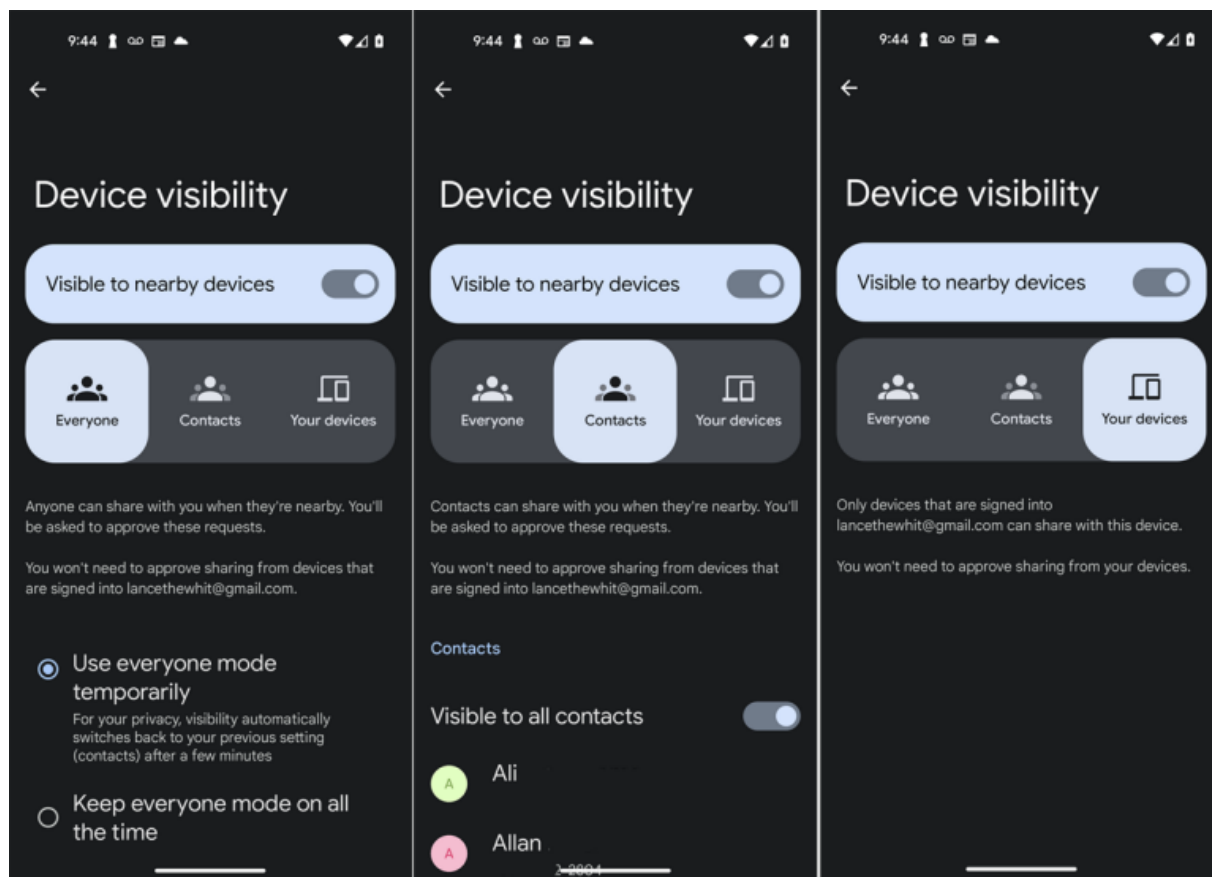 9:44
Device visibility
Visible to nearby devices
Everyone
Contacts
Your devices
Anyone can share with you when they're nearby. You'll
be asked to approve these requests.
You won't need to approve sharing from devices that
are signed into lancethewhit@gmail.com.
Use everyone mode
temporarily
For your privacy, visibility automatically
switches back to your previous setting
(contacts) after a few minutes
Keep everyone mode on all
the time
9:44
Device visibility
Visible to nearby devices
Everyone
Contacts
Your devices
Contacts can share with you when they're nearby. You'll
be asked to approve these requests.
You won't need to approve sharing from devices that
are signed into lancethewhit@gmail.com.
Contacts
Visible to all contacts
A
Ali
A
Allan
9:44
Device visibility
Visible to nearby devices
Everyone
Contacts
Your devices
Only devices that are signed into
lancethewhit@gmail.com can share with this device.
You won't need to approve sharing from your devices.